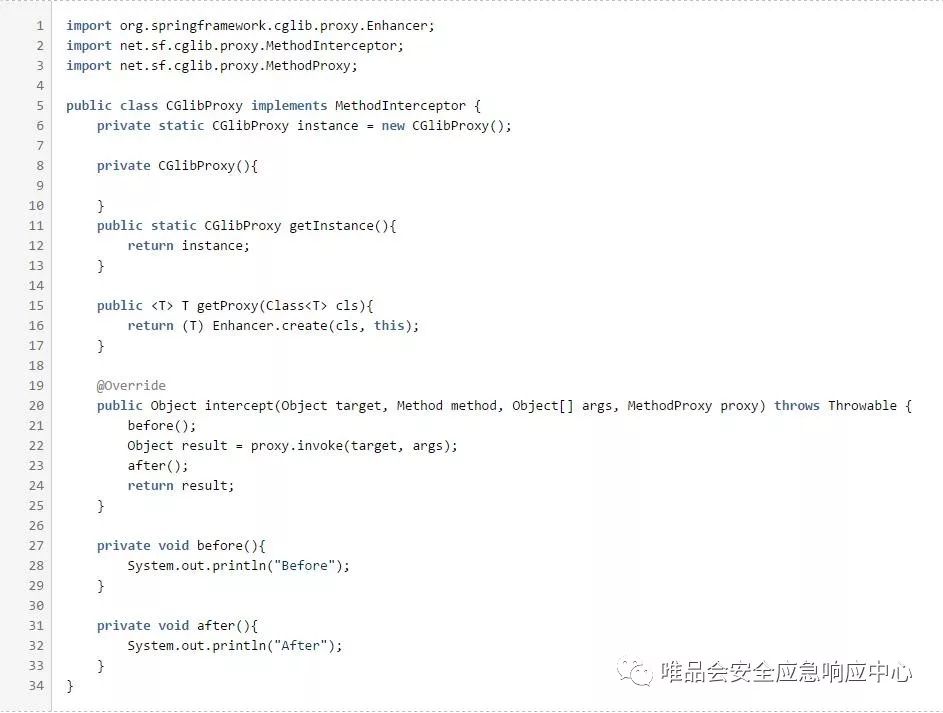 1 import org.springframework.cglib.proxy.Enhancer;
2 import net.sf.cglib.proxy.MethodInterceptor;
3 import net.sf.cglib.proxy.MethodProxy;
4
5 public class CGlibProxy implements MethodInterceptor {
6     private static CGlibProxy instance = new CGlibProxy();
7
8     private CGlibProxy(){
9
10     }
11     public static CGlibProxy getInstance(){
12         return instance;
13     }
14
15     public <T> T getProxy(Class<T> cls){
16         return (T) Enhancer.create(cls, this);
17     }
18
19     @Override
20     public Object intercept(Object target, Method method, Object[] args, MethodProxy proxy) throws Throwable {
21         before();
22         Object result = proxy.invoke(target, args);
23         after();
24         return result;
25     }
26
27     private void before(){
28         System.out.println("Before");
29     }
30
31     private void after(){
32         System.out.println("After");
33     }
34 }
唯品会安全应急响应中心